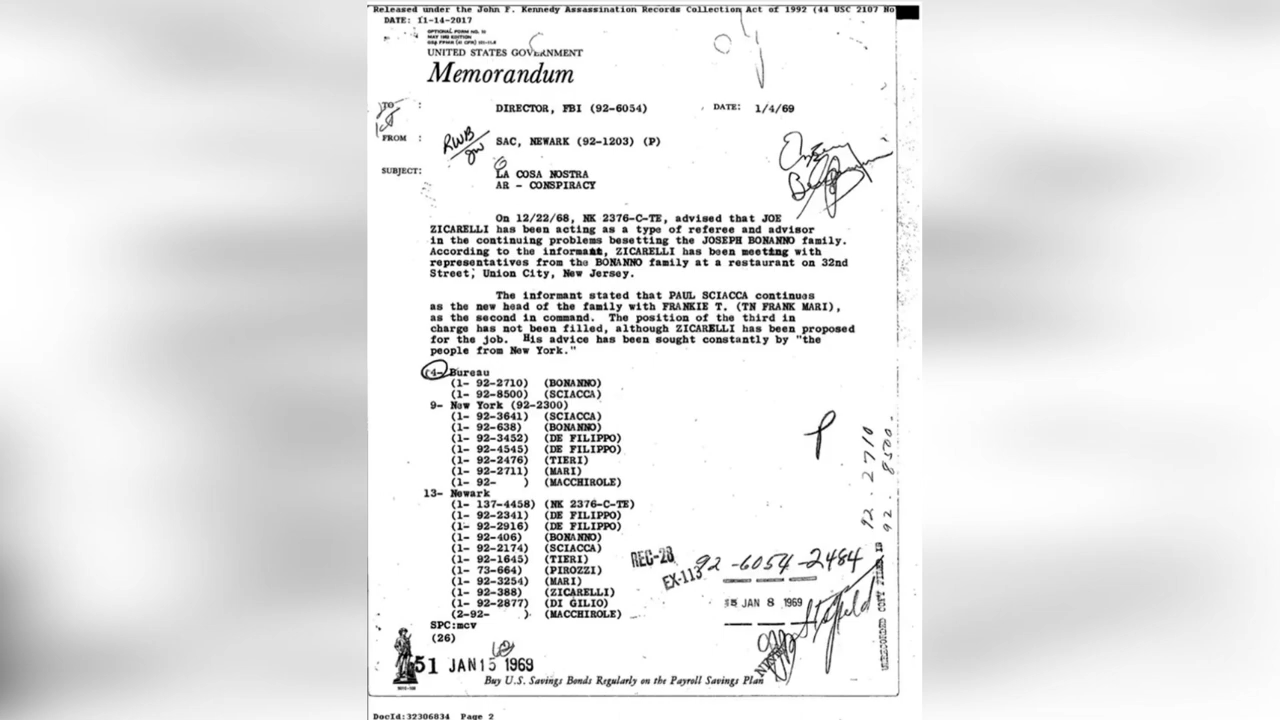 Released under the John F. Kennedy Assassination Records Collection Act of 1992 (44 USC 2107 No
DATE: 11-14-2017
OPTIONAL FORM NO. 10
MAY 1962 EDITION
UNITED STATES GOVERNMENT
Memorandum
TO :
DIRECTOR, FBI (92-6054)
DATE: 1/4/69
FROM :
RWB
SAC, NEWARK (92-1203) (P)
SUBJECT:
LA COSA NOSTRA
AR - CONSPIRACY
On 12/22/68, NK 2376-C-TE, advised that JOE
ZICARELLI has been acting as a type of referee and advisor
in the continuing problems besetting the JOSEPH BONANNO family.
According to the informant, ZICARELLI has been meeting with
representatives from the BONANNO family at a restaurant on 32nd
Street, Union City, New Jersey.
The informant stated that PAUL SCIACCA continues
as the new head of the family with FRANKIE T. (TN FRANK MARI),
as the second in command. The position of the third in
charge has not been filled, although ZICARELLI has been proposed
for the job. His advice has been sought constantly by "the
people from New York."
(4- Bureau
(1- 92-2710) (BONANNO)
(1- 92-8500) (SCIACCA)
9- New York (92-2300)
(1- 92-3641) (SCIACCA)
(1- 92-638) (BONANNO)
(1- 92-3452) (DE FILIPPO)
(1- 92-4545) (DE FILIPPO)
(1- 92-2476) (TIERI)
(1- 92-2711) (MARI)
(1- 92- ) (MACCHIROLE)
13- Newark
(1- 137-4458) (NK 2376-C-TE)
(1- 92-2341) (DE FILIPPO)
(1- 92-2916) (DE FILIPPO)
(1- 92-406) (BONANNO)
(1- 92-2174) (SCIACCA)
(1- 92-1645) (TIERI)
(1- 73-664) (PIROZZI)
(1- 92-3254) (MARI)
(1- 92-388) (ZICARELLI)
(1- 92-2877) (DI GILIO)
(2-92- ) (MACCHIROLE)
SPC:mcv
(26)
REC-20
EX-113
92-6054-2484
JAN 8 1969
92-2710
92-8500
UNRECORDED COPY FILED IN
51 JAN 15 1969
Buy U.S. Savings Bonds Regularly on the Payroll Savings Plan
DocId:32306834 Page 2